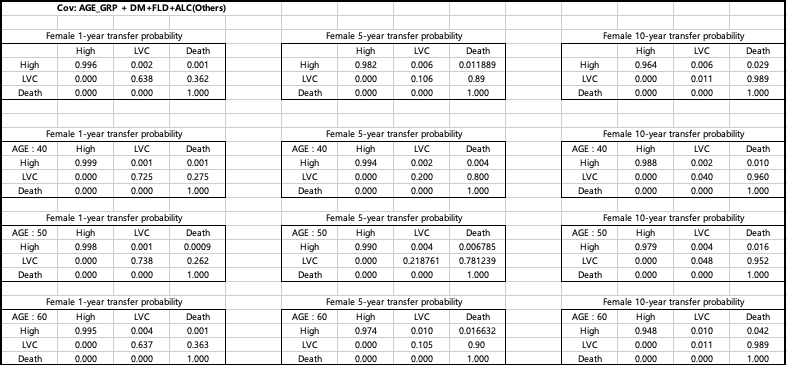 Cov: AGE_GRP + DM+FLD+ALC(Others)
Female 1-year transfer probability Female 5-year transfer probability Female 10-year transfer probability
High LVC Death High LVC Death High LVC Death
High 0.996 0.002 0.001 High 0.982 0.006 0.011889 High 0.964 0.006 0.029
LVC 0.000 0.638 0.362 LVC 0.000 0.106 0.89 LVC 0.000 0.011 0.989
Death 0.000 0.000 1.000 Death 0.000 0.000 1.000 Death 0.000 0.000 1.000
Female 1-year transfer probability Female 5-year transfer probability Female 10-year transfer probability
AGE : 40 High LVC Death AGE : 40 High LVC Death AGE : 40 High LVC Death
High 0.999 0.001 0.001 High 0.994 0.002 0.004 High 0.988 0.002 0.010
LVC 0.000 0.725 0.275 LVC 0.000 0.200 0.800 LVC 0.000 0.040 0.960
Death 0.000 0.000 1.000 Death 0.000 0.000 1.000 Death 0.000 0.000 1.000
Female 1-year transfer probability Female 5-year transfer probability Female 10-year transfer probability
AGE : 50 High LVC Death AGE : 50 High LVC Death AGE : 50 High LVC Death
High 0.998 0.001 0.0009 High 0.990 0.004 0.006785 High 0.979 0.004 0.016
LVC 0.000 0.738 0.262 LVC 0.000 0.218761 0.781239 LVC 0.000 0.048 0.952
Death 0.000 0.000 1.000 Death 0.000 0.000 1.000 Death 0.000 0.000 1.000
Female 1-year transfer probability Female 5-year transfer probability Female 10-year transfer probability
AGE : 60 High LVC Death AGE : 60 High LVC Death AGE : 60 High LVC Death
High 0.995 0.004 0.001 High 0.974 0.010 0.016632 High 0.948 0.010 0.042
LVC 0.000 0.637 0.363 LVC 0.000 0.105 0.90 LVC 0.000 0.011 0.989
Death 0.000 0.000 1.000 Death 0.000 0.000 1.000 Death 0.000 0.000 1.000